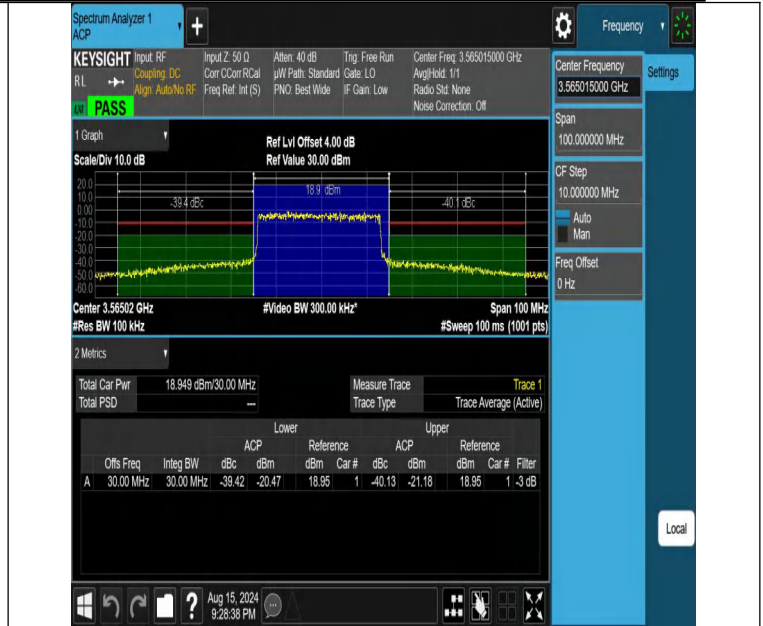 Spectrum Analyzer 1
ACP
+
Frequency
KEYSIGHT
RL
LXI
PASS
Input: RF
Coupling: DC
Align: Auto/No RF
Input Z: 50 Ω
Corr CCorr RCal
Freq Ref: Int (S)
Atten: 40 dB
µW Path: Standard
PNO: Best Wide
Trig: Free Run
Gate: LO
IF Gain: Low
Center Freq: 3.565015000 GHz
Avg|Hold: 1/1
Radio Std: None
Noise Correction: Off
1 Graph
Scale/Div 10.0 dB
Ref Lvl Offset 4.00 dB
Ref Value 30.00 dBm
20.0
10.0
0.00
-10.0
-20.0
-30.0
-40.0
-50.0
-60.0
-39.4 dBc
18.9 dBm
-40.1 dBc
Center 3.56502 GHz
#Video BW 300.00 kHz*
Span 100 MHz
#Res BW 100 kHz
#Sweep 100 ms (1001 pts)
2 Metrics
Total Car Pwr 18.949 dBm/30.00 MHz
Total PSD ---
Measure Trace Trace 1
Trace Type Trace Average (Active)
Lower Upper
ACP Reference ACP Reference
Offs Freq Integ BW dBc dBm dBm Car # dBc dBm dBm Car # Filter
A 30.00 MHz 30.00 MHz -39.42 -20.47 18.95 1 -40.13 -21.18 18.95 1 -3 dB
Center Frequency
3.565015000 GHz
Settings
Span
100.000000 MHz
CF Step
10.000000 MHz
Auto
Man
Freq Offset
0 Hz
Local
?
Aug 15, 2024
9:28:38 PM